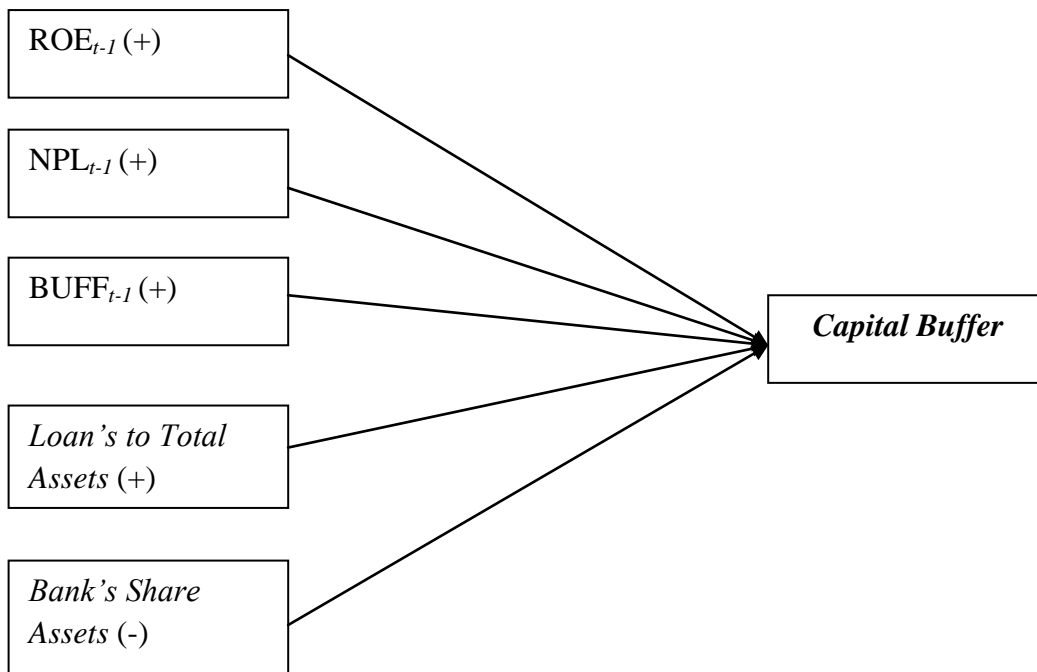 ROEt-1 (+)
NPLt-1 (+)
BUFFt-1 (+)
Capital Buffer
Loan’s to Total
Assets (+)
Bank’s Share
Assets (-)